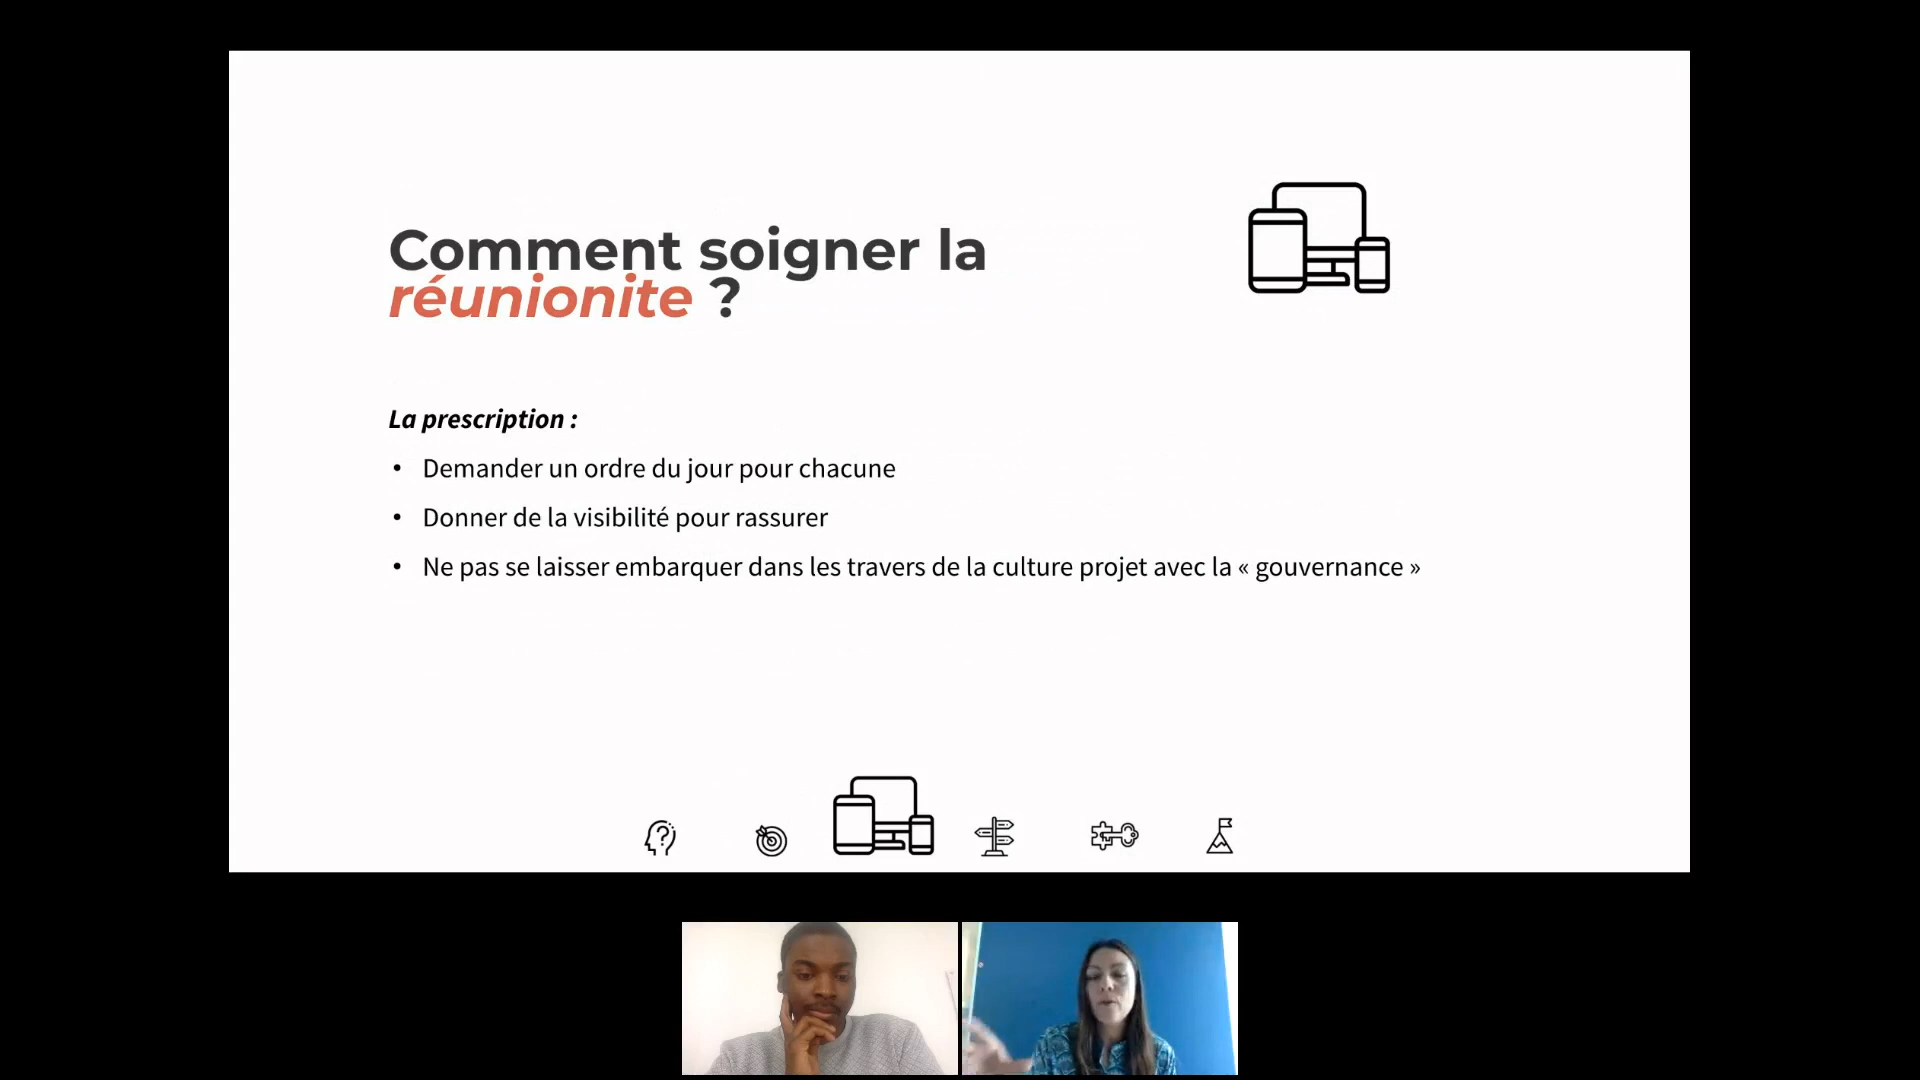 Comment soigner la
réunionite ?
La prescription :
• Demander un ordre du jour pour chacune
• Donner de la visibilité pour rassurer
• Ne pas se laisser embarquer dans les travers de la culture projet avec la « gouvernance »